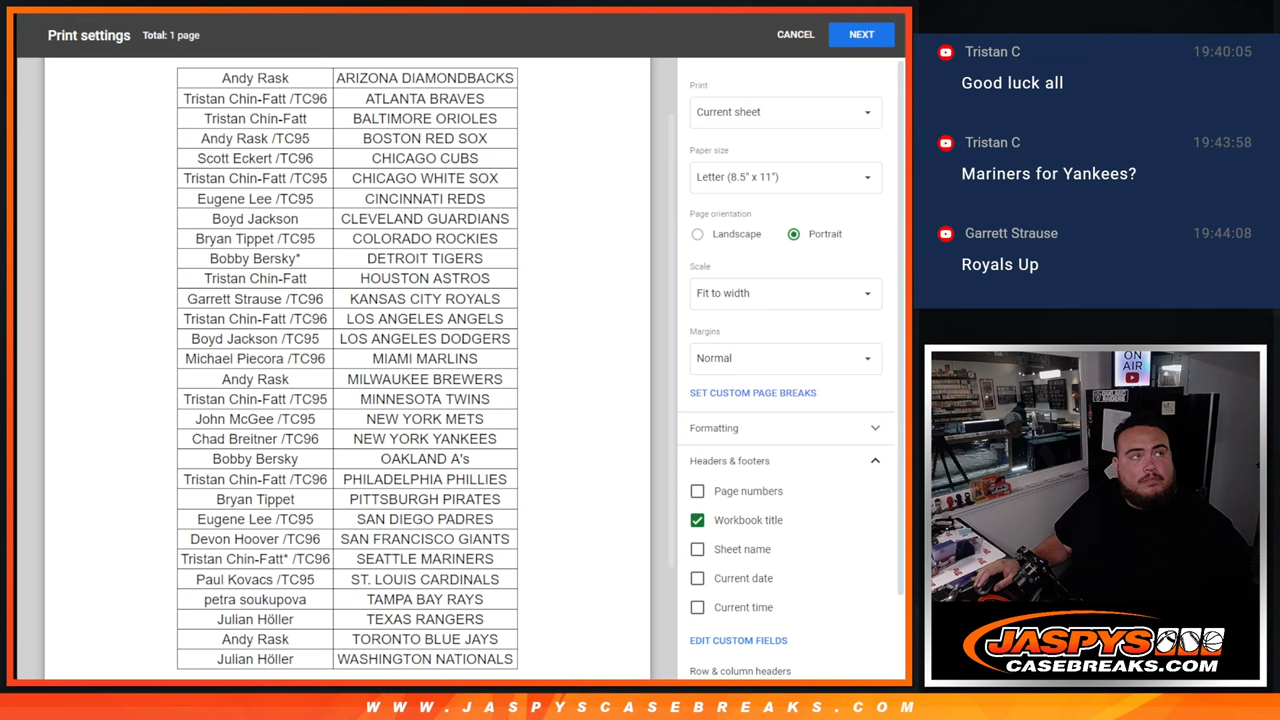 Print settings Total: 1 page CANCEL NEXT
Andy Rask ARIZONA DIAMONDBACKS
Tristan Chin-Fatt /TC96 ATLANTA BRAVES
Tristan Chin-Fatt BALTIMORE ORIOLES
Andy Rask /TC95 BOSTON RED SOX
Scott Eckert /TC96 CHICAGO CUBS
Tristan Chin-Fatt /TC95 CHICAGO WHITE SOX
Eugene Lee /TC95 CINCINNATI REDS
Boyd Jackson CLEVELAND GUARDIANS
Bryan Tippet /TC95 COLORADO ROCKIES
Bobby Bersky* DETROIT TIGERS
Tristan Chin-Fatt HOUSTON ASTROS
Garrett Strause /TC96 KANSAS CITY ROYALS
Tristan Chin-Fatt /TC96 LOS ANGELES ANGELS
Boyd Jackson /TC95 LOS ANGELES DODGERS
Michael Piecora /TC96 MIAMI MARLINS
Andy Rask MILWAUKEE BREWERS
Tristan Chin-Fatt /TC95 MINNESOTA TWINS
John McGee /TC95 NEW YORK METS
Chad Breitner /TC96 NEW YORK YANKEES
Bobby Bersky OAKLAND A's
Tristan Chin-Fatt /TC96 PHILADELPHIA PHILLIES
Bryan Tippet PITTSBURGH PIRATES
Eugene Lee /TC95 SAN DIEGO PADRES
Devon Hoover /TC96 SAN FRANCISCO GIANTS
Tristan Chin-Fatt* /TC96 SEATTLE MARINERS
Paul Kovacs /TC95 ST. LOUIS CARDINALS
petra soukupova TAMPA BAY RAYS
Julian Höller TEXAS RANGERS
Andy Rask TORONTO BLUE JAYS
Julian Höller WASHINGTON NATIONALS
Print
Current sheet
Paper size
Letter (8.5" x 11")
Page orientation
Landscape Portrait
Scale
Fit to width
Margins
Normal
SET CUSTOM PAGE BREAKS
Formatting
Headers & footers
Page numbers
Workbook title
Sheet name
Current date
Current time
EDIT CUSTOM FIELDS
Row & column headers
Tristan C 19:40:05
Good luck all
Tristan C 19:43:58
Mariners for Yankees?
Garrett Strause 19:44:08
Royals Up
ON
AIR
JASPYS
CASEBREAKS.COM
WWW.JASPYSCASEBREAKS.COM